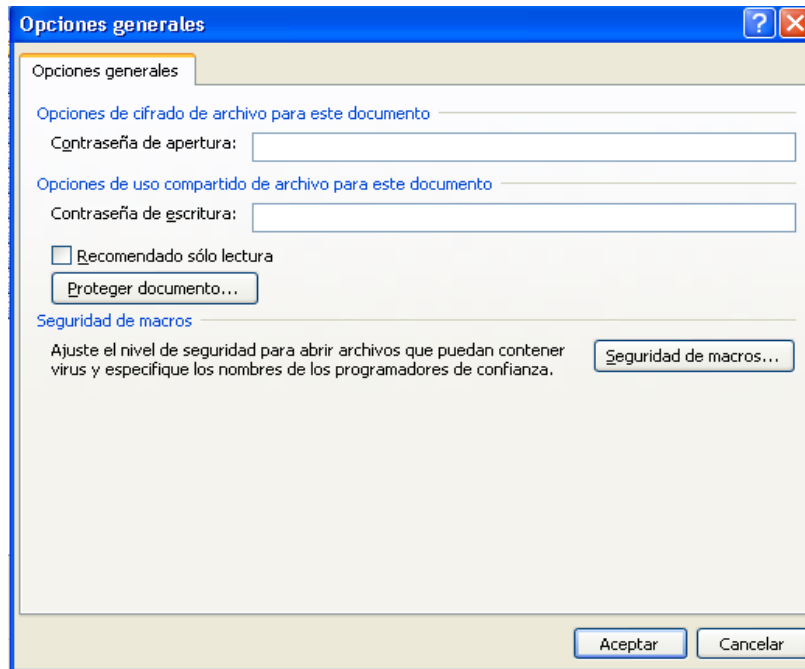 Opciones generales
Opciones generales
Opciones de cifrado de archivo para este documento
Contraseña de apertura:
Opciones de uso compartido de archivo para este documento
Contraseña de escritura:
Recomendado sólo lectura
Proteger documento...
Seguridad de macros
Ajuste el nivel de seguridad para abrir archivos que puedan contener
virus y especifique los nombres de los programadores de confianza.
Seguridad de macros...
Aceptar Cancelar